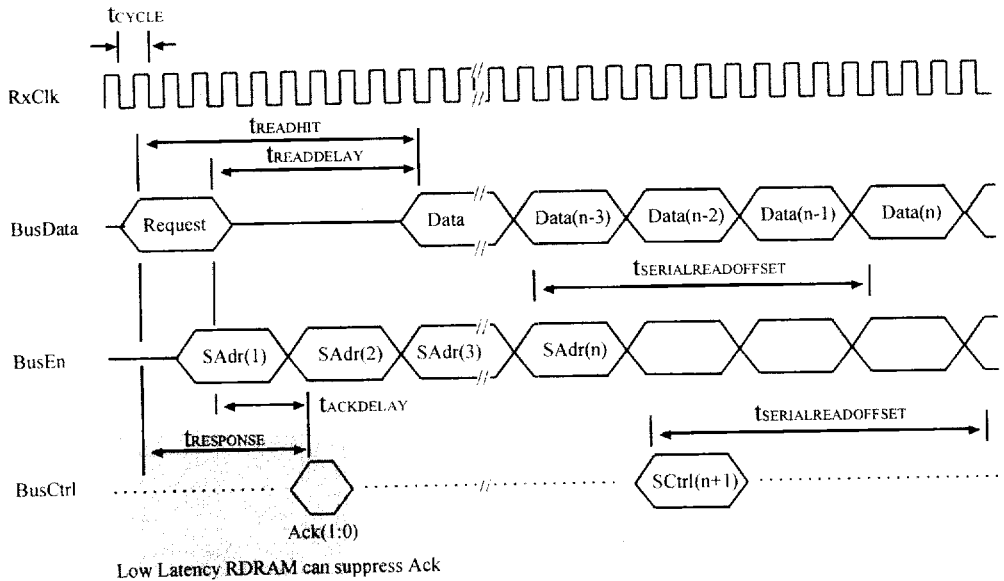 tCYCLE
RxClk
tREADHIT
tREADDELAY
BusData
Request
Data
Data(n-3)
Data(n-2)
Data(n-1)
Data(n)
tSERIALREADOFFSET
BusEn
SAdr(1)
SAdr(2)
SAdr(3)
SAdr(n)
tACKDELAY
tSERIALREADOFFSET
tRESPONSE
BusCtrl
SCtrl(n+1)
Ack(1:0)
Low Latency RDRAM can suppress Ack